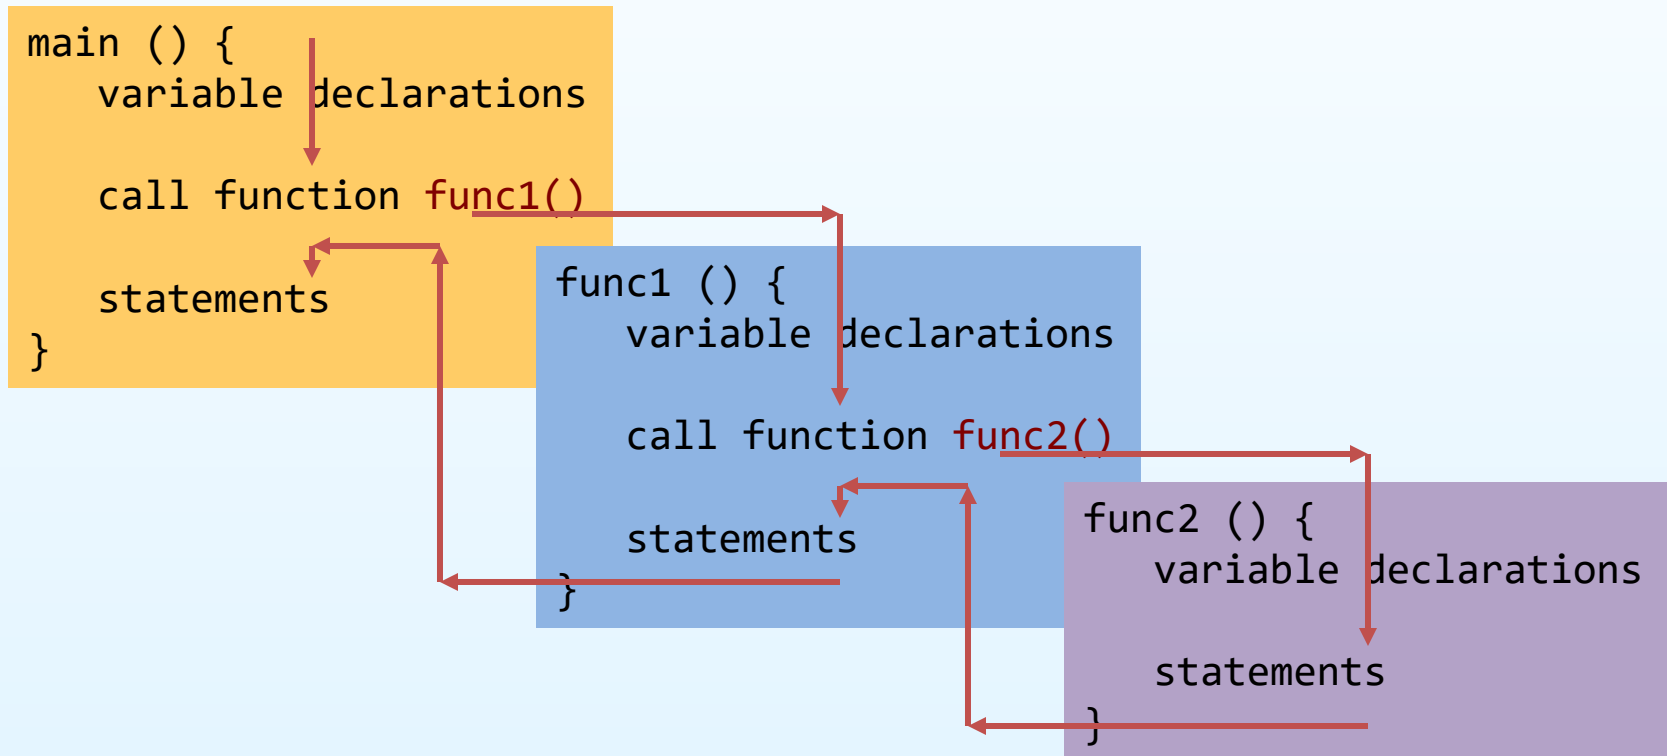 main () {
variable declarations
call function func1()
statements
}
func1 () {
variable declarations
call function func2()
statements
}
func2 () {
variable declarations
statements
}